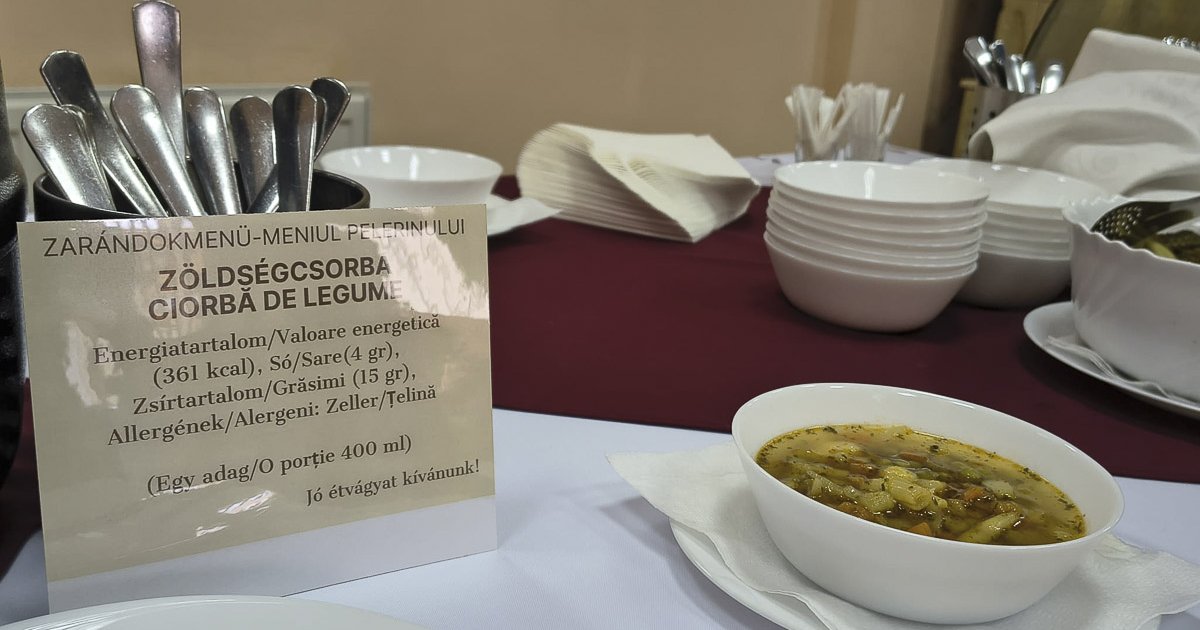 ZARÁNDOKMENÜ-MENIUL PELERINULUI
ZÖLDSÉGCSORBA
CIORBĂ DE LEGUME
Energiatartalom/Valoare energetică
(361 kcal), Só/Sare(4 gr),
Zsírtartalom/Grăsimi (15 gr),
Allergének/Alergeni: Zeller/Țelină
(Egy adag/O porție 400 ml)
Jó étvágyat kívánunk!